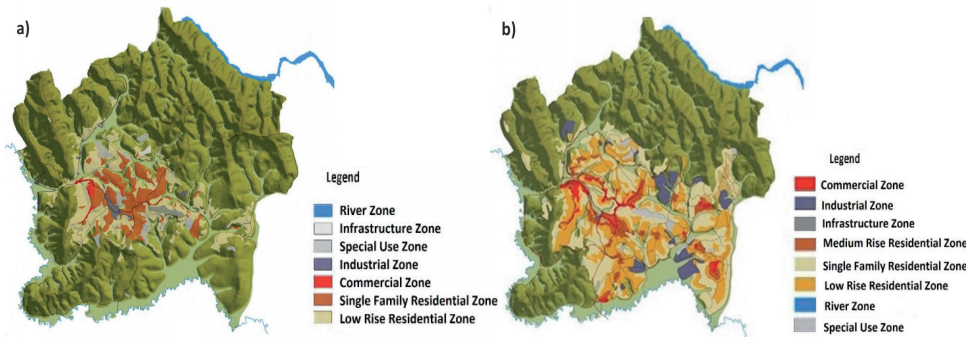 a)
Legend
River Zone
Infrastructure Zone
Special Use Zone
Industrial Zone
Commercial Zone
Single Family Residential Zone
Low Rise Residential Zone
b)
Legend
Commercial Zone
Industrial Zone
Infrastructure Zone
Medium Rise Residential Zone
Single Family Residential Zone
Low Rise Residential Zone
River Zone
Special Use Zone